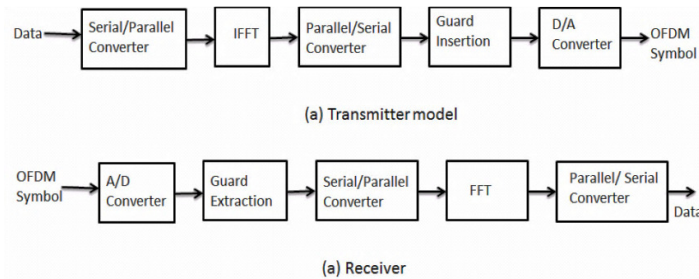 Data
Serial/Parallel
Converter
IFFT
Parallel/Serial
Converter
Guard
Insertion
D/A
Converter
OFDM
Symbol
(a) Transmitter model
OFDM
Symbol
A/D
Converter
Guard
Extraction
Serial/Parallel
Converter
FFT
Parallel/ Serial
Converter
Data
(a) Receiver